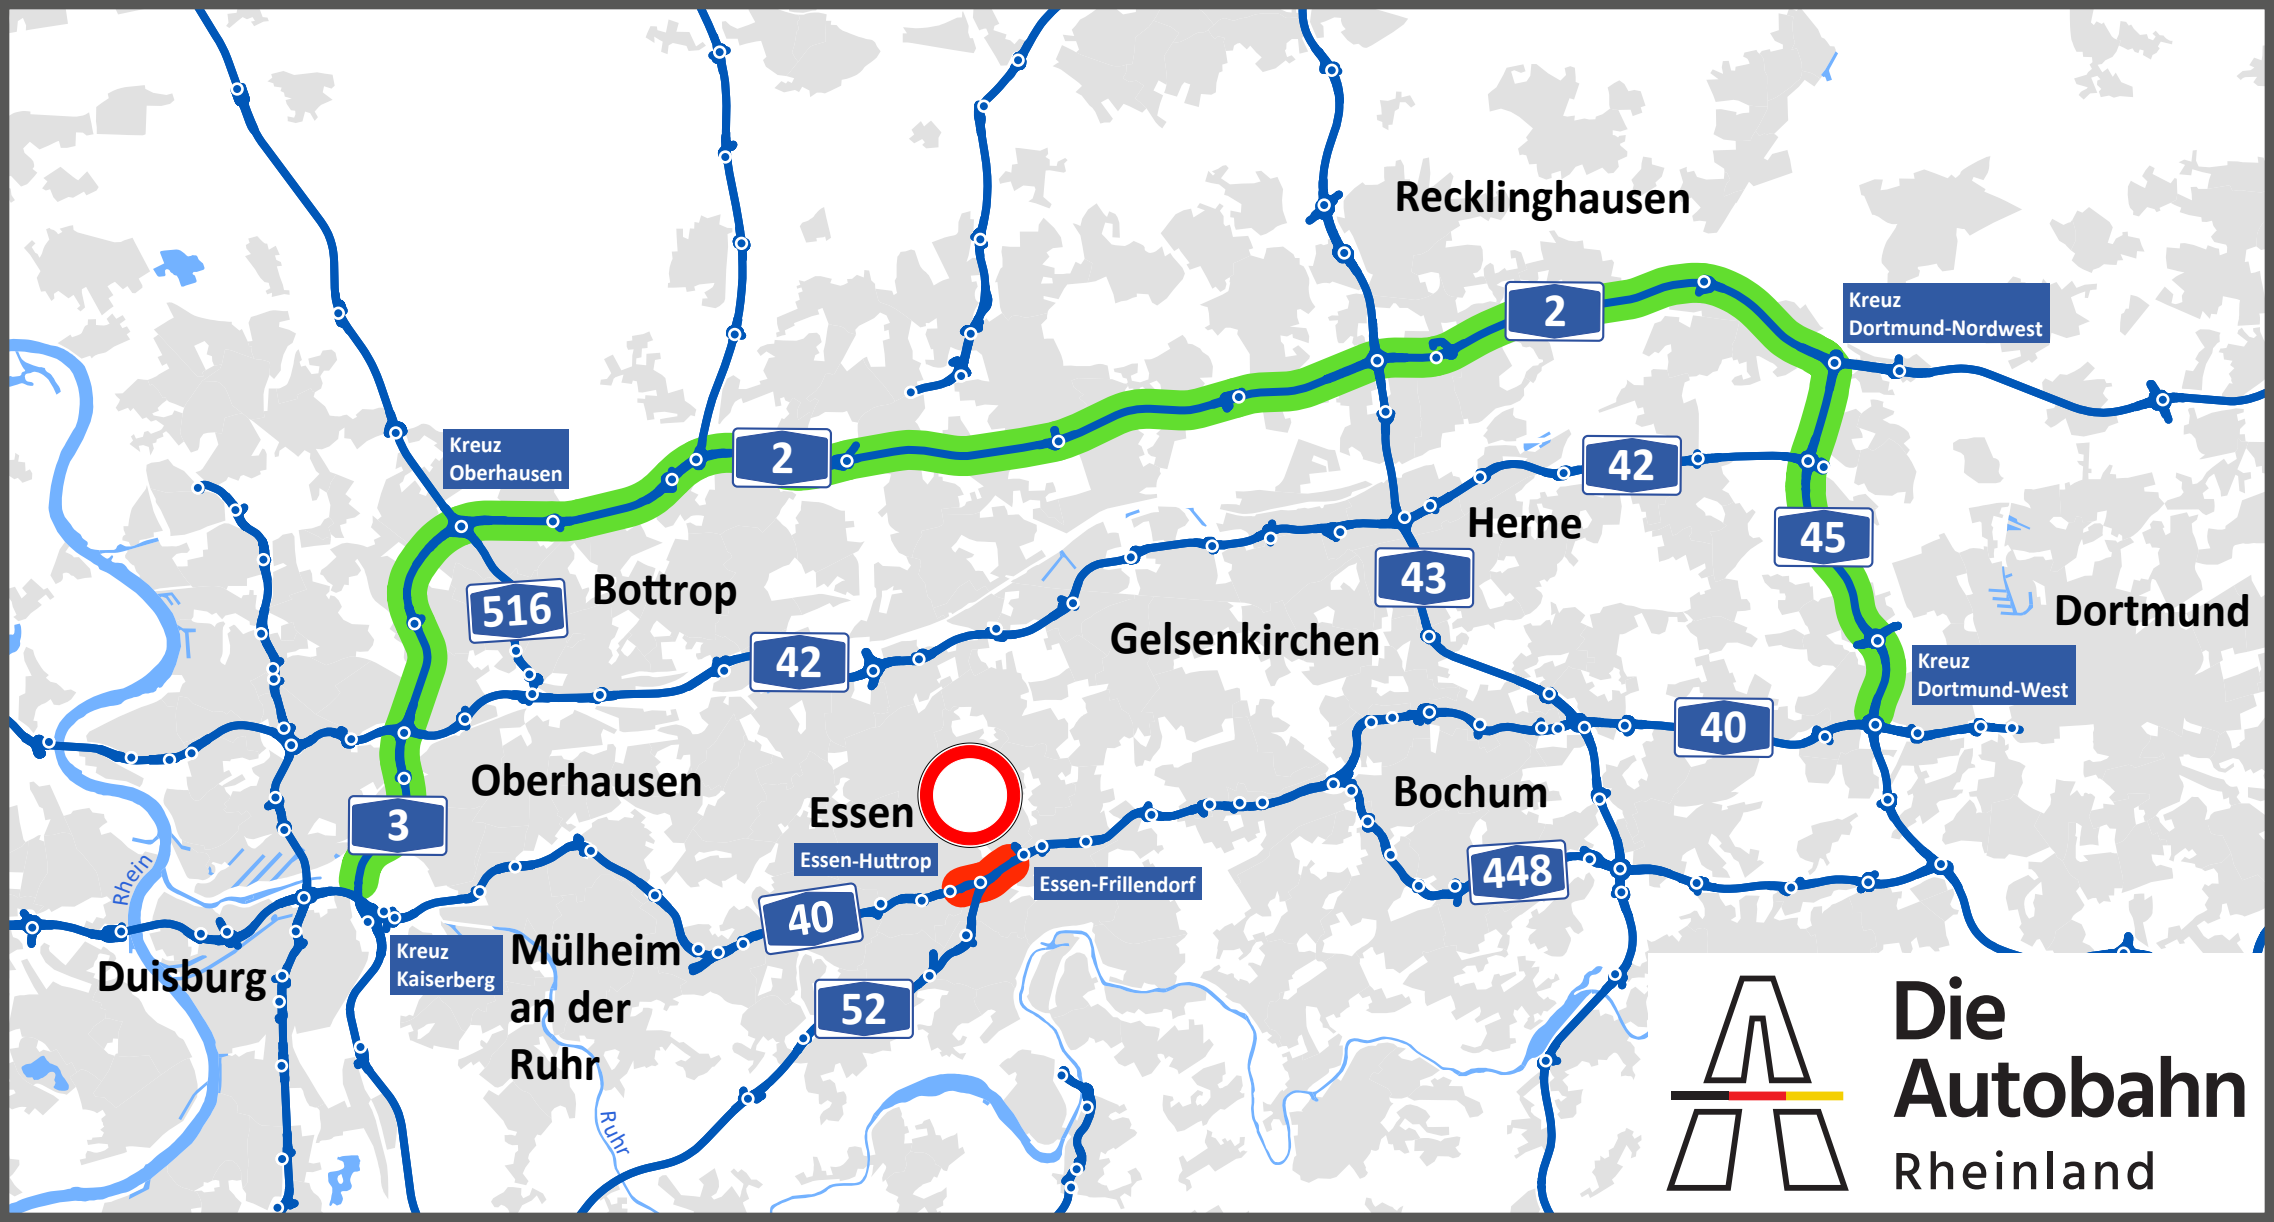 Recklinghausen
Kreuz
Dortmund-Nordwest
2
Kreuz
Oberhausen
2
42
Herne
45
43
Bottrop
516
Dortmund
Gelsenkirchen
42
Kreuz
Dortmund-West
40
Oberhausen
Essen
Bochum
3
Essen-Huttrop
Essen-Frillendorf
448
Rhein
40
Kreuz
Kaiserberg
Mülheim
an der
Ruhr
Duisburg
52
Ruhr
Die
Autobahn
Rheinland